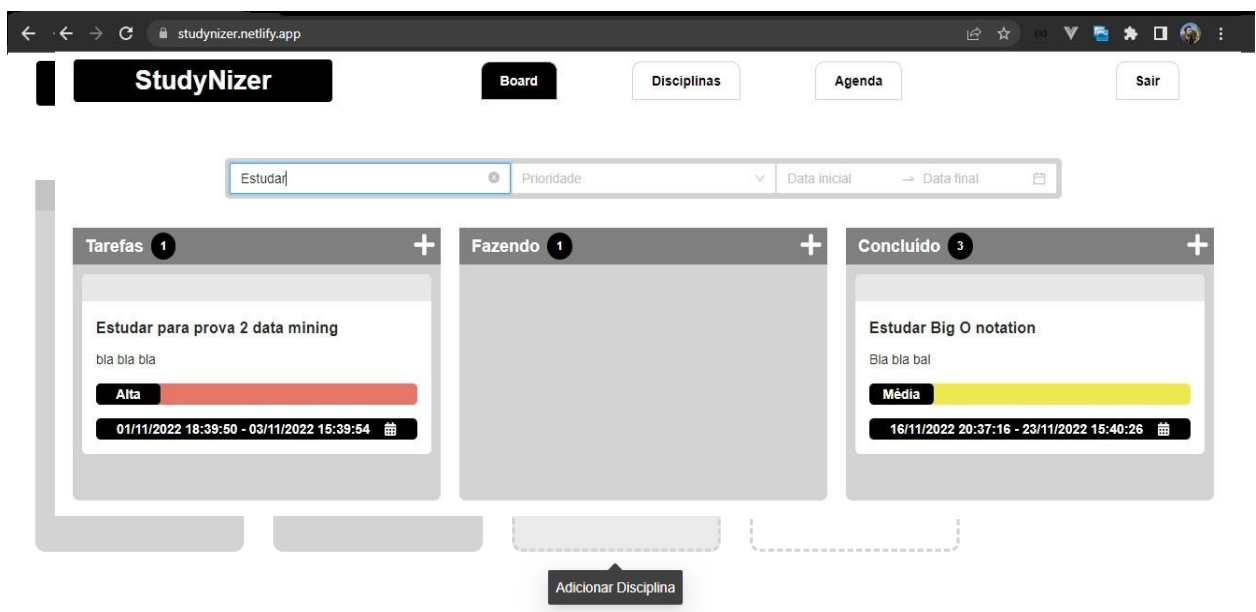 studynizer.netlify.app
StudyNizer
Board
Disciplinas
Agenda
Sair
Estudar
Prioridade
Data inicial
Data final
Tarefas 1
Fazendo 1
Concluído 3
Estudar para prova 2 data mining
bla bla bla
Alta
01/11/2022 18:39:50 - 03/11/2022 15:39:54
Estudar Big O notation
Bla bla bal
Média
16/11/2022 20:37:16 - 23/11/2022 15:40:26
Adicionar Disciplina